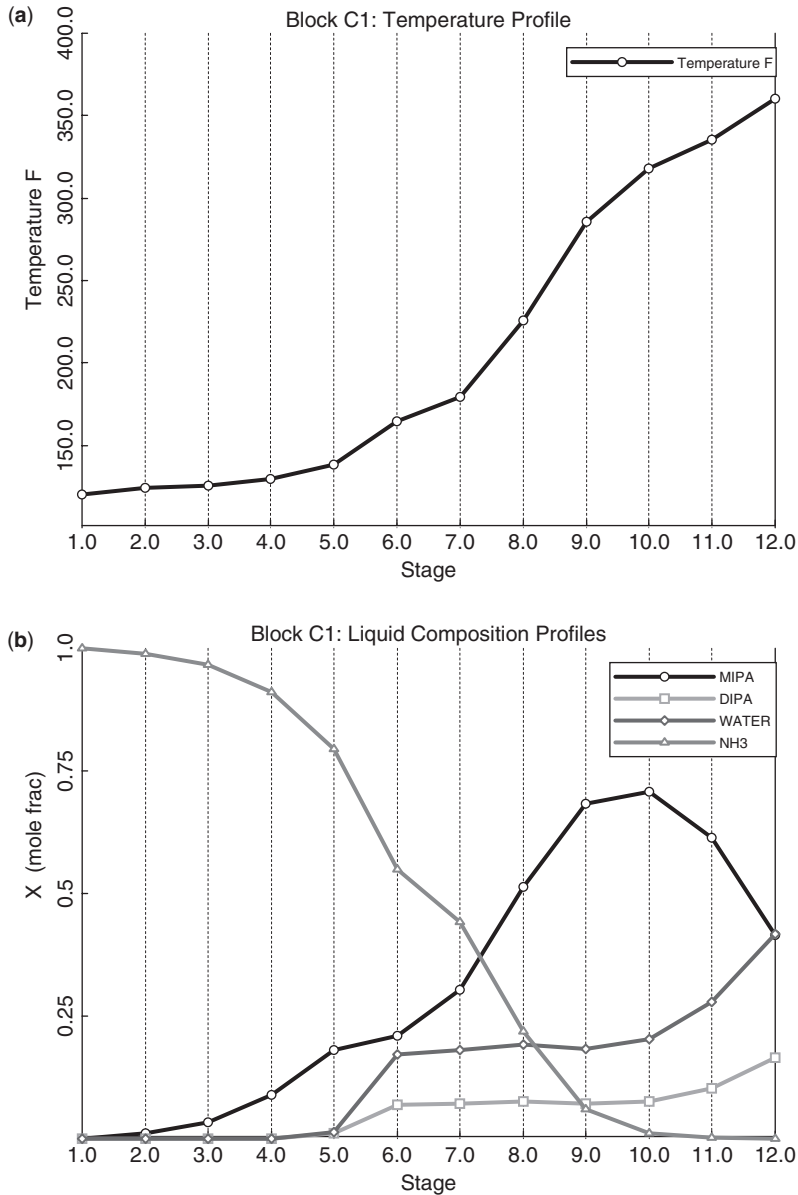 (a)
Block C1: Temperature Profile
Temperature F
400.0
350.0
300.0
250.0
200.0
150.0
Temperature F
1.0 2.0 3.0 4.0 5.0 6.0 7.0 8.0 9.0 10.0 11.0 12.0
Stage
(b)
Block C1: Liquid Composition Profiles
MIPA
DIPA
WATER
NH3
1.0
0.75
0.5
0.25
X (mole frac)
1.0 2.0 3.0 4.0 5.0 6.0 7.0 8.0 9.0 10.0 11.0 12.0
Stage